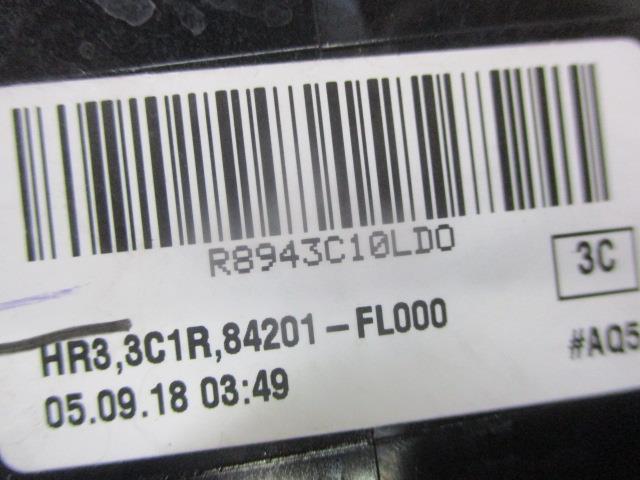 R8943C10LD0
3C
HR3,3C1R,84201-FL000
#AQ5
05.09.18 03:49